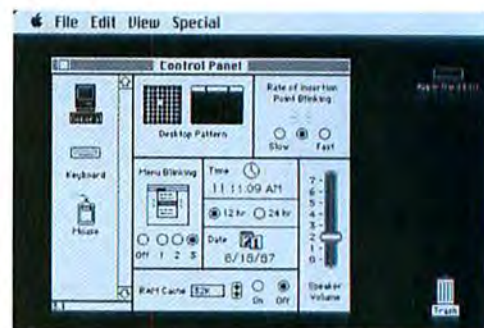 File Edit View Special
Control Panel
General
Keyboard
Mouse
3.1
Desktop Pattern
Rate of Insertion
Point Blinking
Slow Fast
Menu Blinking
Off 1 2 3
Time
11:11:09 AM
12 hr 24 hr
Date
6/18/87
RAM Cache
On Off
7
6
5
4
3
2
1
0
Speaker
Volume
Trash